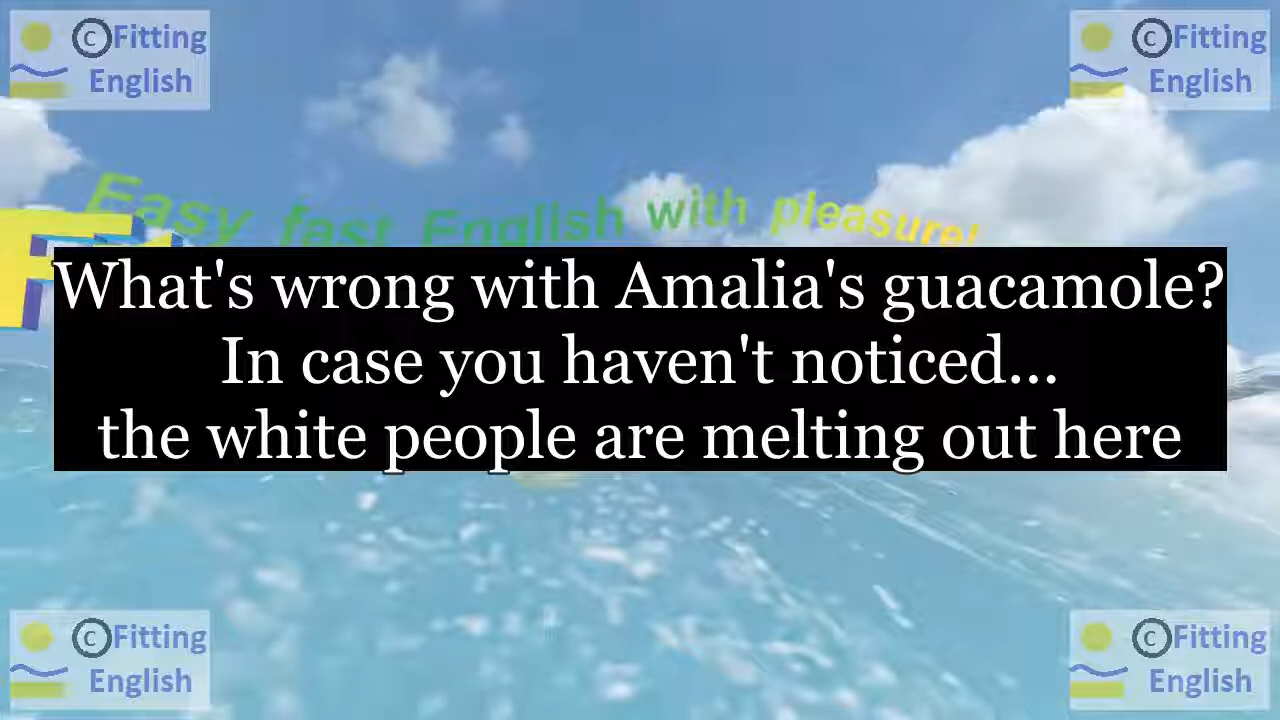 ©Fitting
English
©Fitting
English
Easy fast English with pleasure!
What's wrong with Amalia's guacamole?
In case you haven't noticed...
the white people are melting out here
©Fitting
English
©Fitting
English